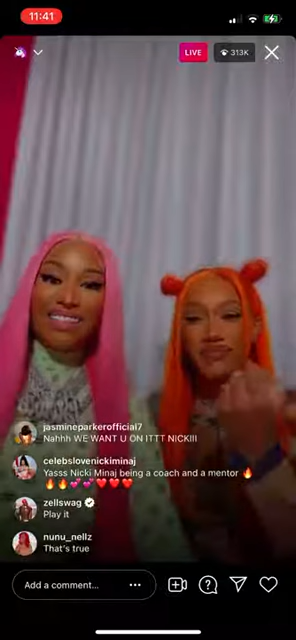 11:41
LIVE
313K
jasmineparkerofficial7
Nahhh WE WANT U ON ITTT NICKIII
celebslovenickiminaj
Yasss Nicki Minaj being a coach and a mentor 🔥
🔥🔥💕💕❤️❤️❤️
zellswag
Play it
nunu_nellz
That's true
Add a comment...